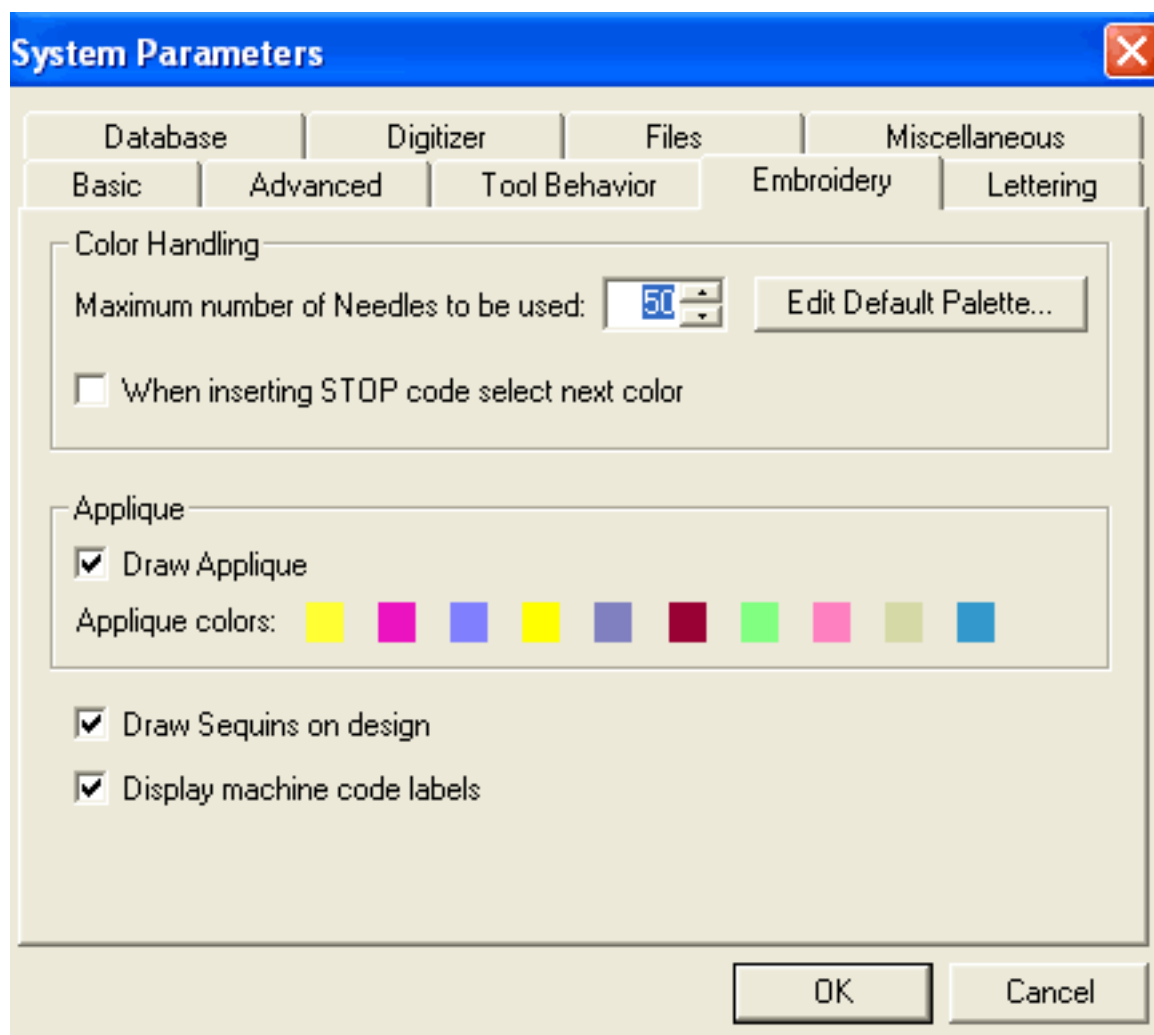 System Parameters
Database Digitizer Files Miscellaneous
Basic Advanced Tool Behavior Embroidery Lettering
Color Handling
Maximum number of Needles to be used: 50 Edit Default Palette...
When inserting STOP code select next color
Applique
Draw Applique
Applique colors:
Draw Sequins on design
Display machine code labels
OK Cancel